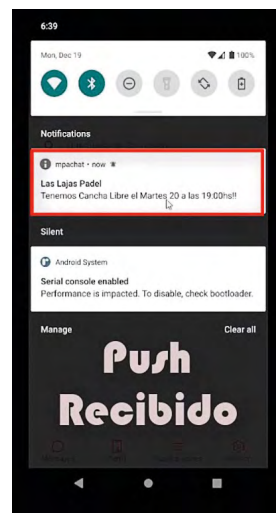 6:39
Mon, Dec 19
100%
Notifications
mpachat • now
Las Lajas Padel
Tenemos Cancha Libre el Martes 20 a las 19:00hs!!
Silent
Android System
Serial console enabled
Performance is impacted. To disable, check bootloader.
Manage Clear all
Push
Recibido